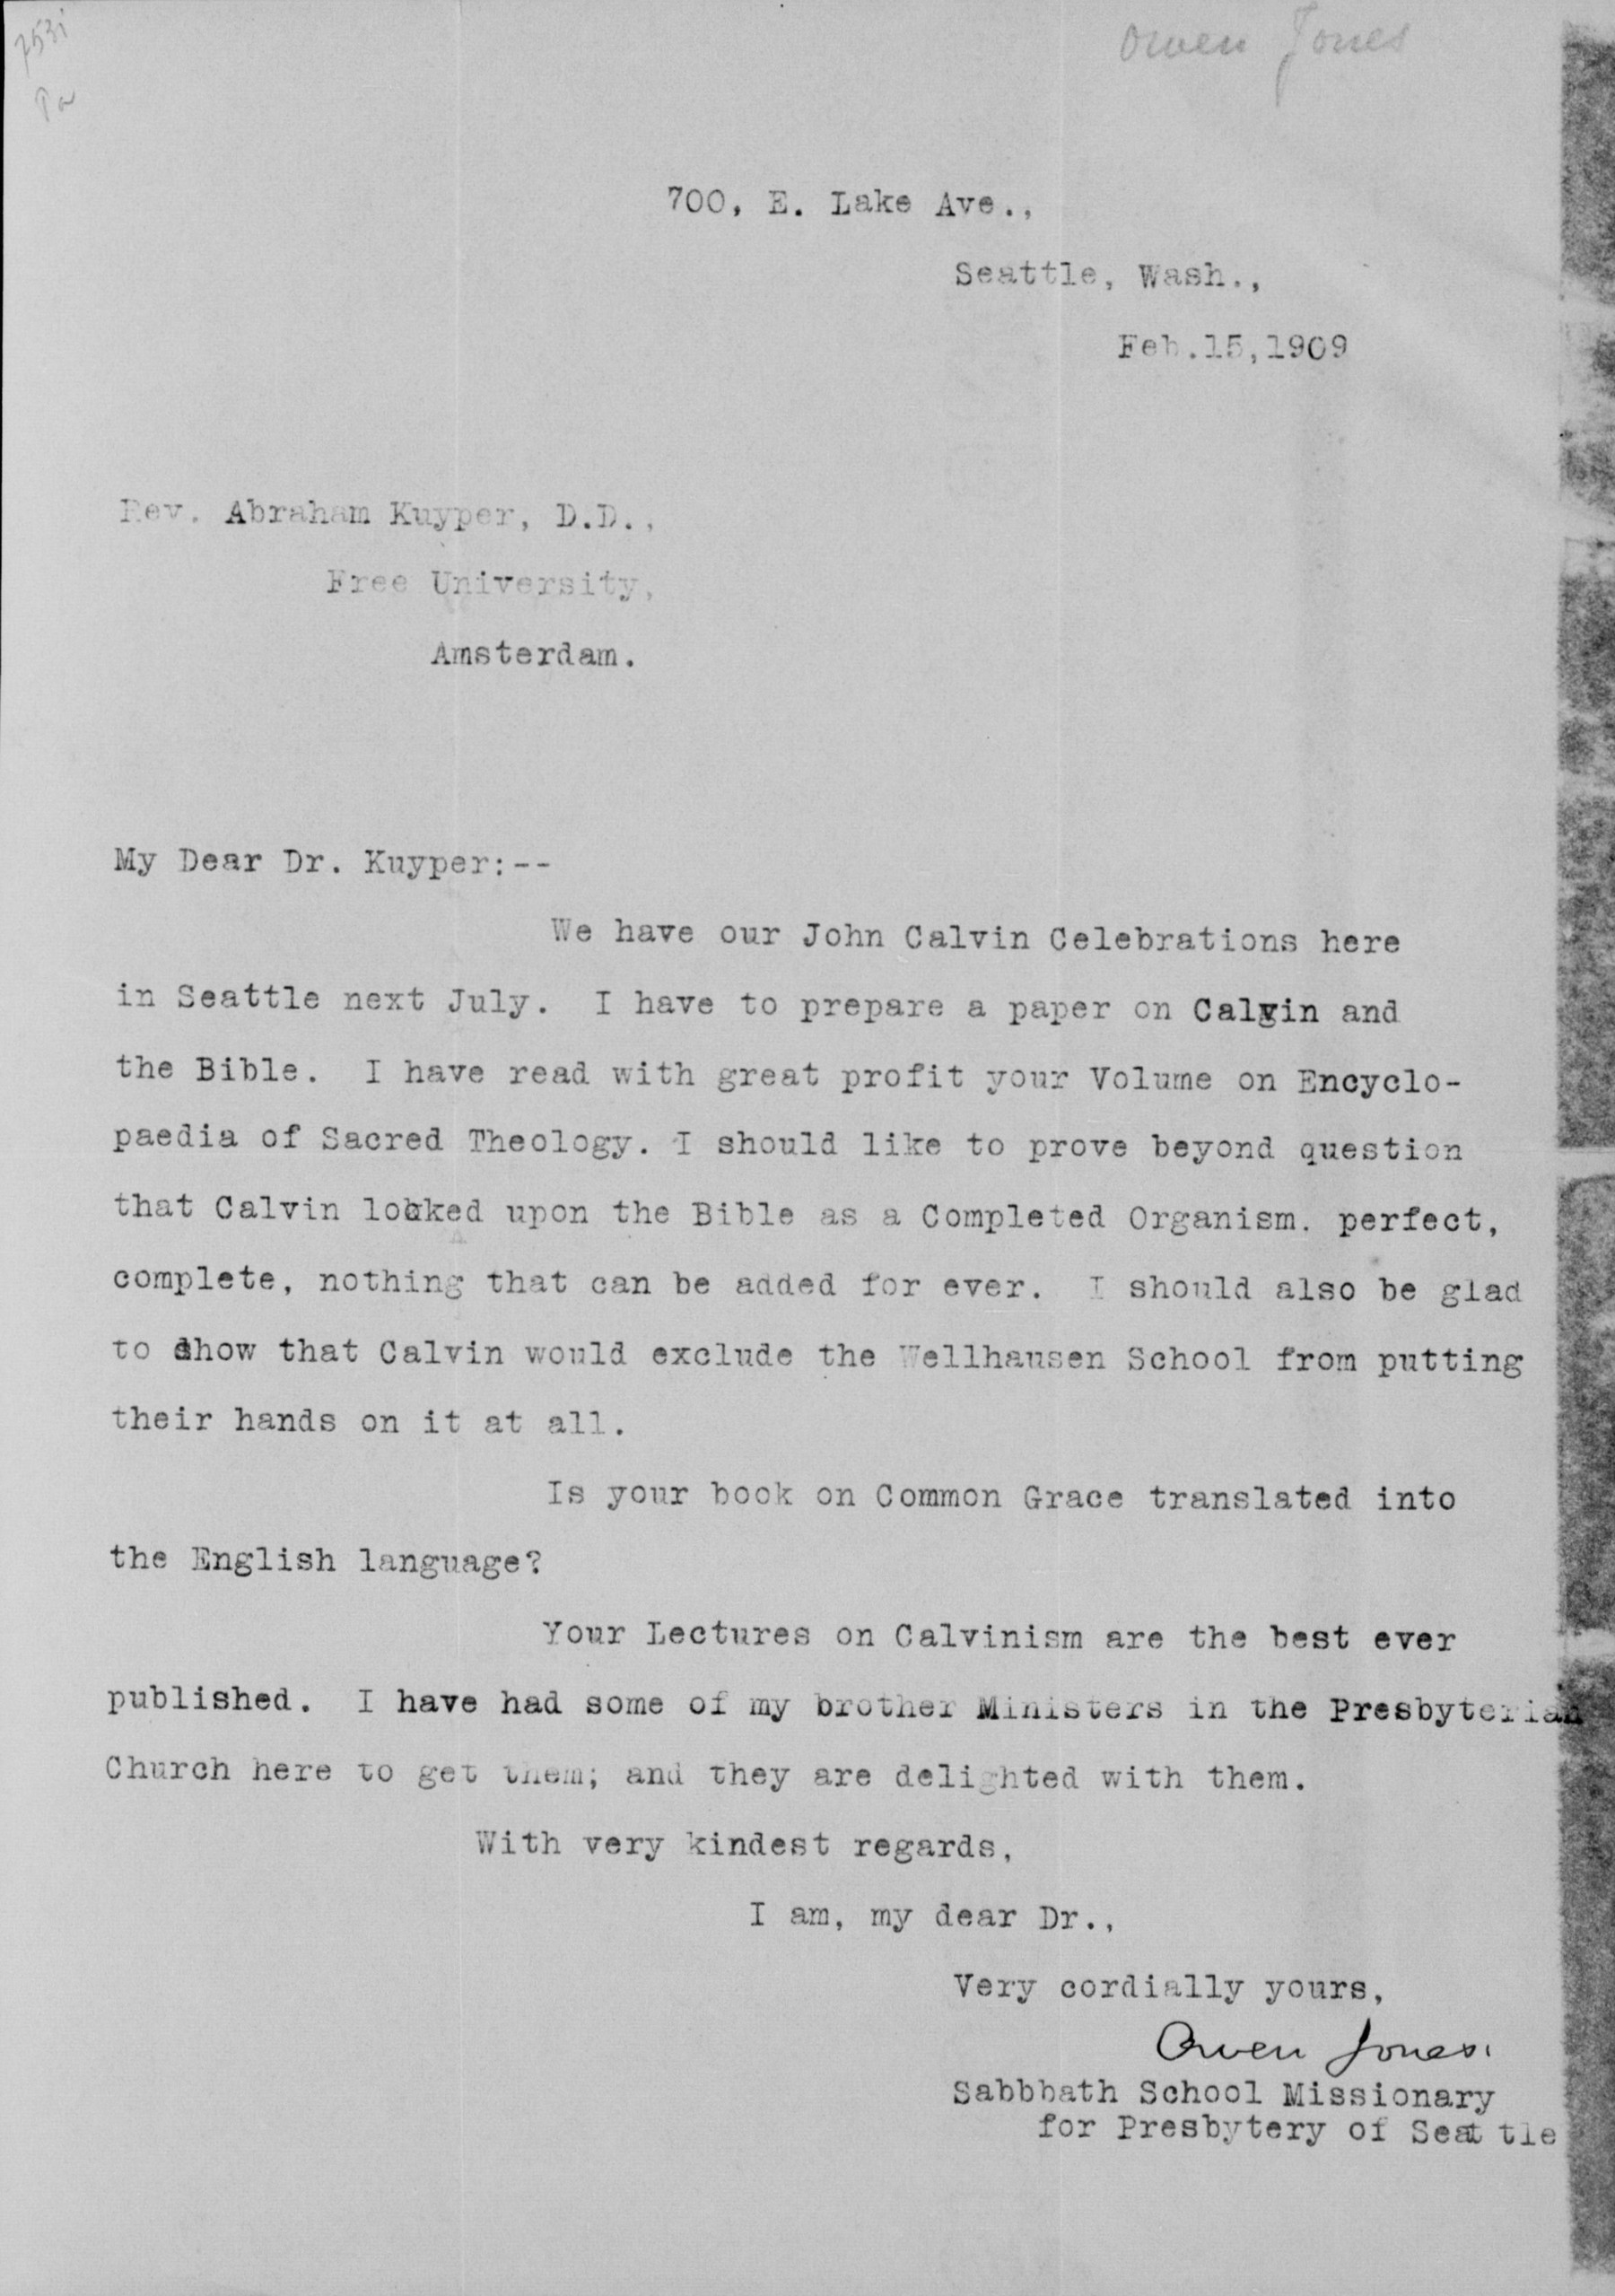 7531
Owen Jones
700, E. Lake Ave.,
Seattle, Wash.,
Feb.15,1909
Rev. Abraham Kuyper, D.D.,
Free University,
Amsterdam.
My Dear Dr. Kuyper:--
We have our John Calvin Celebrations here
in Seattle next July. I have to prepare a paper on Calvin and
the Bible. I have read with great profit your Volume on Encyclo-
paedia of Sacred Theology. I should like to prove beyond question
that Calvin looked upon the Bible as a Completed Organism. perfect,
complete, nothing that can be added for ever. I should also be glad
to show that Calvin would exclude the Wellhausen School from putting
their hands on it at all.
Is your book on Common Grace translated into
the English language?
Your Lectures on Calvinism are the best ever
published. I have had some of my brother Ministers in the Presbyterian
Church here to get them; and they are delighted with them.
With very kindest regards,
I am, my dear Dr.,
Very cordially yours,
Owen Jones.
Sabbbath School Missionary
for Presbytery of Seattle